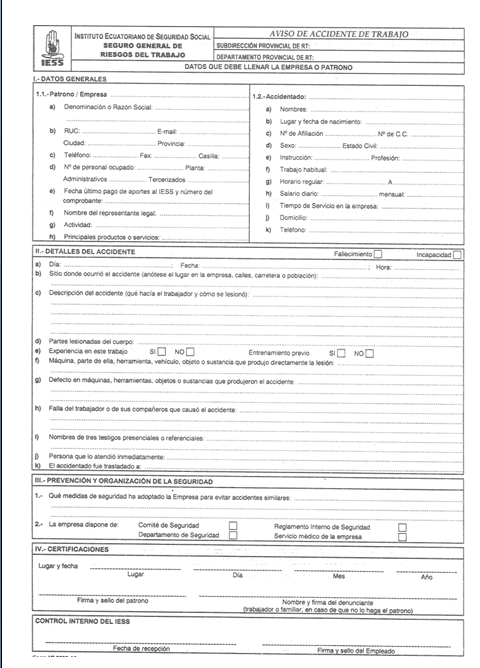 IESS
INSTITUTO ECUATORIANO DE SEGURIDAD SOCIAL
SEGURO GENERAL DE
RIESGOS DEL TRABAJO
AVISO DE ACCIDENTE DE TRABAJO
SUBDIRECCIÓN PROVINCIAL DE RT:
DEPARTAMENTO PROVINCIAL DE RT:
DATOS QUE DEBE LLENAR LA EMPRESA O PATRONO
I.- DATOS GENERALES
1.1.- Patrono / Empresa
a) Denominación o Razón Social:
b) RUC: E-mail:
Ciudad: Provincia:
c) Teléfono: Fax: Casilla:
d) Nº de personal ocupado: Planta:
Administrativos Tercerizados
e) Fecha último pago de aportes al IESS y número del
comprobante:
f) Nombre del representante legal:
g) Actividad:
h) Principales productos o servicios:
1.2.- Accidentado:
a) Nombres:
b) Lugar y fecha de nacimiento:
c) Nº de Afiliación Nº de C.C.
d) Sexo: Estado Civil:
e) Instrucción: Profesión:
f) Trabajo habitual:
g) Horario regular: A
h) Salario diario: mensual:
i) Tiempo de Servicio en la empresa:
j) Domicilio:
k) Teléfono:
II.- DETALLES DEL ACCIDENTE Fallecimiento Incapacidad
a) Día: ; Fecha: ; Hora:
b) Sitio donde ocurrió el accidente (anótese el lugar en la empresa, calles, carretera o población):
c) Descripción del accidente (qué hacía el trabajador y cómo se lesionó):
d) Partes lesionadas del cuerpo:
e) Experiencia en este trabajo SI NO Entrenamiento previo SI NO
f) Máquina, parte de ella, herramienta, vehículo, objeto o sustancia que produjo directamente la lesión:
g) Defecto en máquinas, herramientas, objetos o sustancias que produjeron el accidente:
h) Falla del trabajador o de sus compañeros que causó el accidente:
i) Nombres de tres testigos presenciales o referenciales:
j) Persona que lo atendió inmediatamente:
k) El accidentado fue trasladado a:
III.- PREVENCIÓN Y ORGANIZACIÓN DE LA SEGURIDAD
1.- Qué medidas de seguridad ha adoptado la Empresa para evitar accidentes similares:
2.- La empresa dispone de: Comité de Seguridad Reglamento Interno de Seguridad
Departamento de Seguridad Servicio médico de la empresa
IV.- CERTIFICACIONES
Lugar y fecha
Lugar Día Mes Año
Firma y sello del patrono Nombre y firma del denunciante
(trabajador o familiar, en caso de que no lo haga el patrono)
CONTROL INTERNO DEL IESS
Fecha de recepción Firma y sello del Empleado